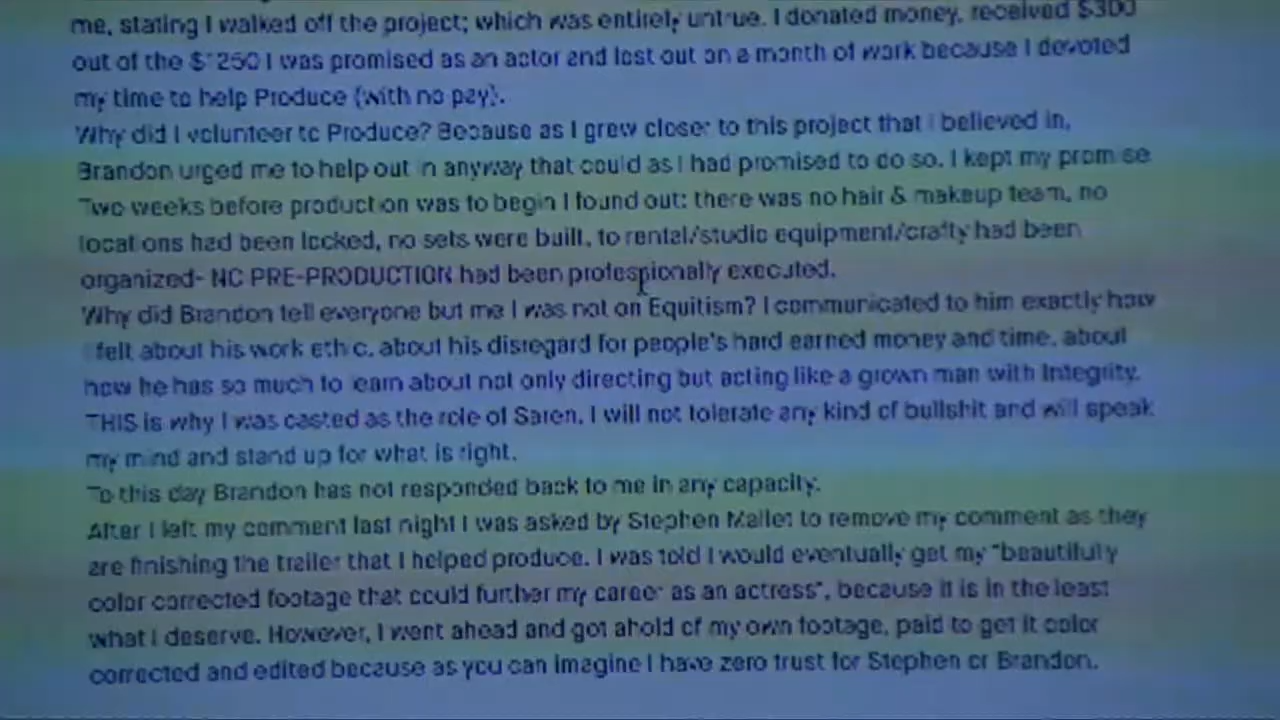 me, stating I walked off the project; which was entirely untrue. I donated money, received $300
out of the $1250 I was promised as an actor and lost out on a month of work because I devoted
my time to help Produce (with no pay).
Why did I volunteer to Produce? Because as I grew closer to this project that I believed in,
Brandon urged me to help out in anyway that could as I had promised to do so. I kept my promise
Two weeks before production was to begin I found out: there was no hair & makeup team, no
locations had been locked, no sets were built, to rental/studio equipment/crafty had been
organized- NO PRE-PRODUCTION had been professionally executed.
Why did Brandon tell everyone but me I was not on Equitism? I communicated to him exactly how
I felt about his work ethic, about his disregard for people's hard earned money and time, about
how he has so much to learn about not only directing but acting like a grown man with Integrity.
THIS is why I was casted as the role of Saren. I will not tolerate any kind of bullshit and will speak
my mind and stand up for what is right.
To this day Brandon has not responded back to me in any capacity.
After I left my comment last night I was asked by Stephen Mallet to remove my comment as they
are finishing the trailer that I helped produce. I was told I would eventually get my "beautifully
color corrected footage that could further my career as an actress", because it is in the least
what I deserve. However, I went ahead and got ahold of my own footage, paid to get it color
corrected and edited because as you can imagine I have zero trust for Stephen or Brandon.